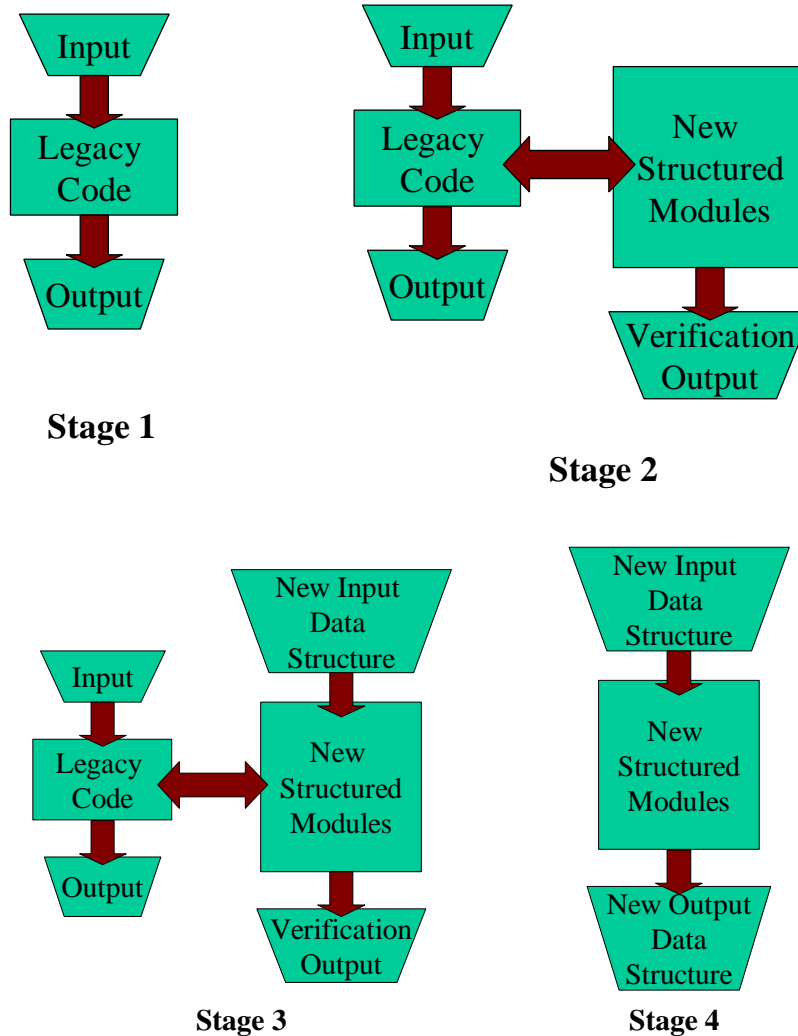 Input
Legacy
Code
Output
Stage 1
Input
Legacy
Code
Output
New
Structured
Modules
Verification
Output
Stage 2
Input
Legacy
Code
Output
New Input
Data
Structure
New
Structured
Modules
Verification
Output
Stage 3
New Input
Data
Structure
New
Structured
Modules
New Output
Data
Structure
Stage 4